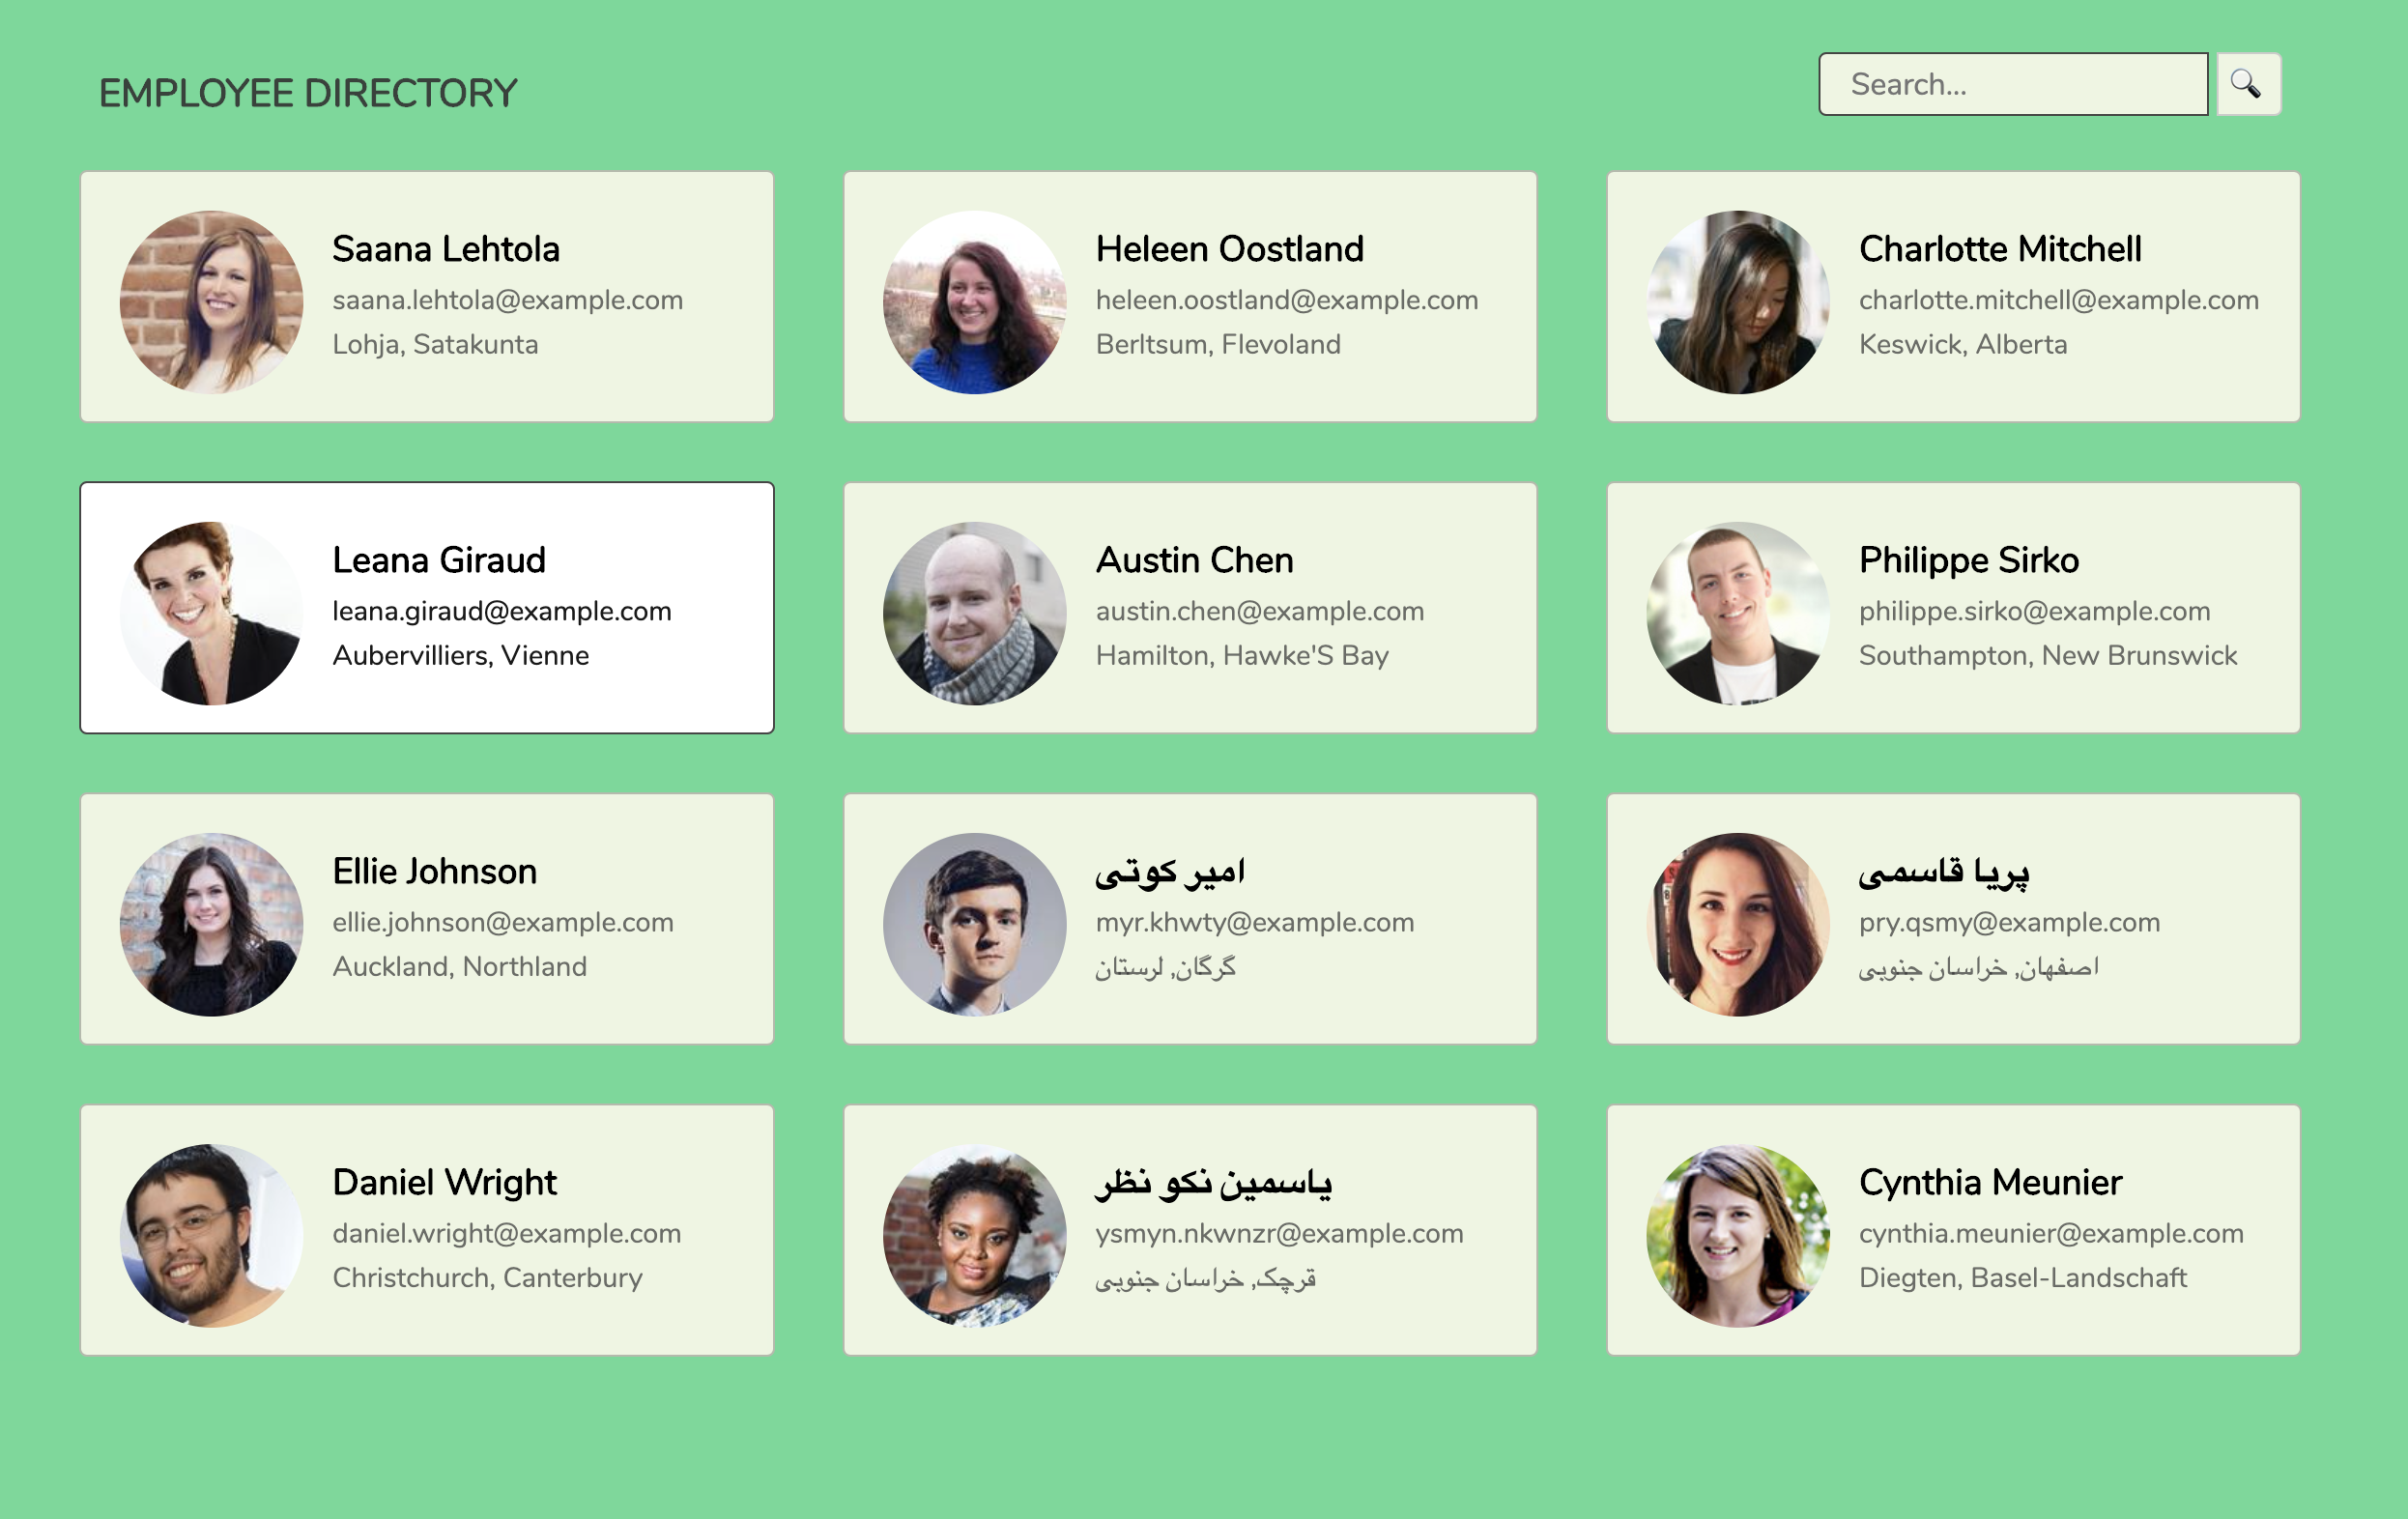 EMPLOYEE DIRECTORY
Search...
Saana Lehtola
saana.lehtola@example.com
Lohja, Satakunta
Heleen Oostland
heleen.oostland@example.com
Berltsum, Flevoland
Charlotte Mitchell
charlotte.mitchell@example.com
Keswick, Alberta
Leana Giraud
leana.giraud@example.com
Aubervilliers, Vienne
Austin Chen
austin.chen@example.com
Hamilton, Hawke'S Bay
Philippe Sirko
philippe.sirko@example.com
Southampton, New Brunswick
Ellie Johnson
ellie.johnson@example.com
Auckland, Northland
امیر کوتی
myr.khwty@example.com
گرگان, لرستان
پریا قاسمی
pry.qsmy@example.com
اصفهان, خراسان جنوبی
Daniel Wright
daniel.wright@example.com
Christchurch, Canterbury
یاسمین نکو نظر
ysmyn.nkwnzr@example.com
قرچک, خراسان جنوبی
Cynthia Meunier
cynthia.meunier@example.com
Diegten, Basel-Landschaft